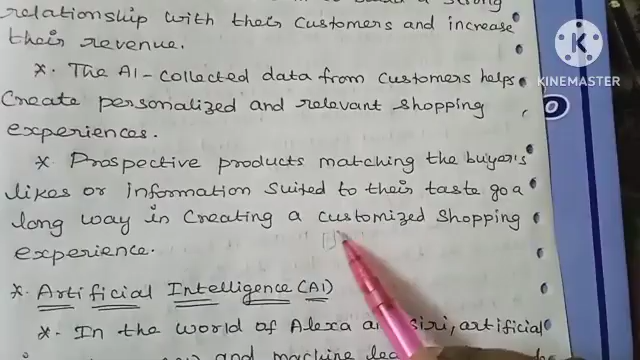 relationship with their customers and increase
their revenue.
*. The AI-collected data from customers helps
Create personalized and relevant shopping
experiences.
* Prospective products matching the buyer's
likes or information suited to their taste go a
long way in creating a customized shopping
experience.
*. Artificial Intelligence (AI)
*. In the world of Alexa and siri, artificial
and machine
K
KINEMASTER